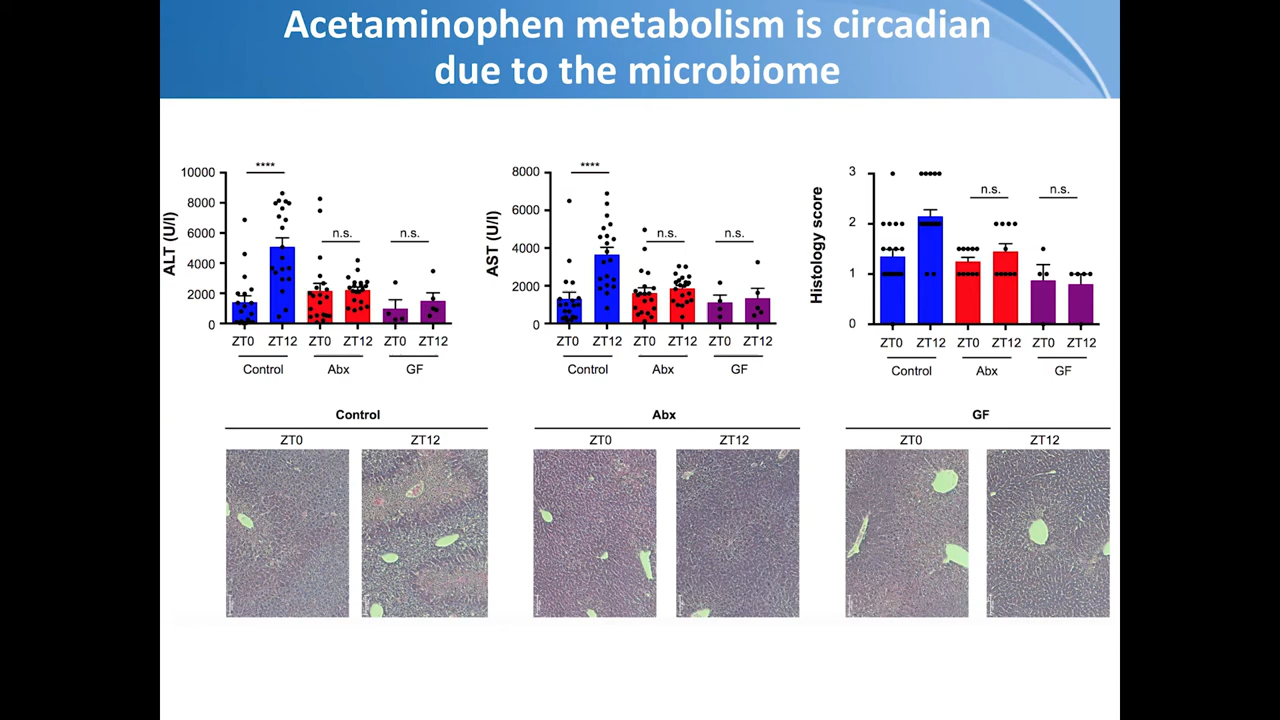 Acetaminophen metabolism is circadian
due to the microbiome
ALT (U/l)
10000
8000
6000
4000
2000
0
****
n.s.
n.s.
ZT0 ZT12 ZT0 ZT12 ZT0 ZT12
Control Abx GF
AST (U/l)
8000
6000
4000
2000
0
****
n.s.
n.s.
ZT0 ZT12 ZT0 ZT12 ZT0 ZT12
Control Abx GF
Histology score
3
2
1
0
n.s.
n.s.
ZT0 ZT12 ZT0 ZT12 ZT0 ZT12
Control Abx GF
Control
ZT0 ZT12
Abx
ZT0 ZT12
GF
ZT0 ZT12